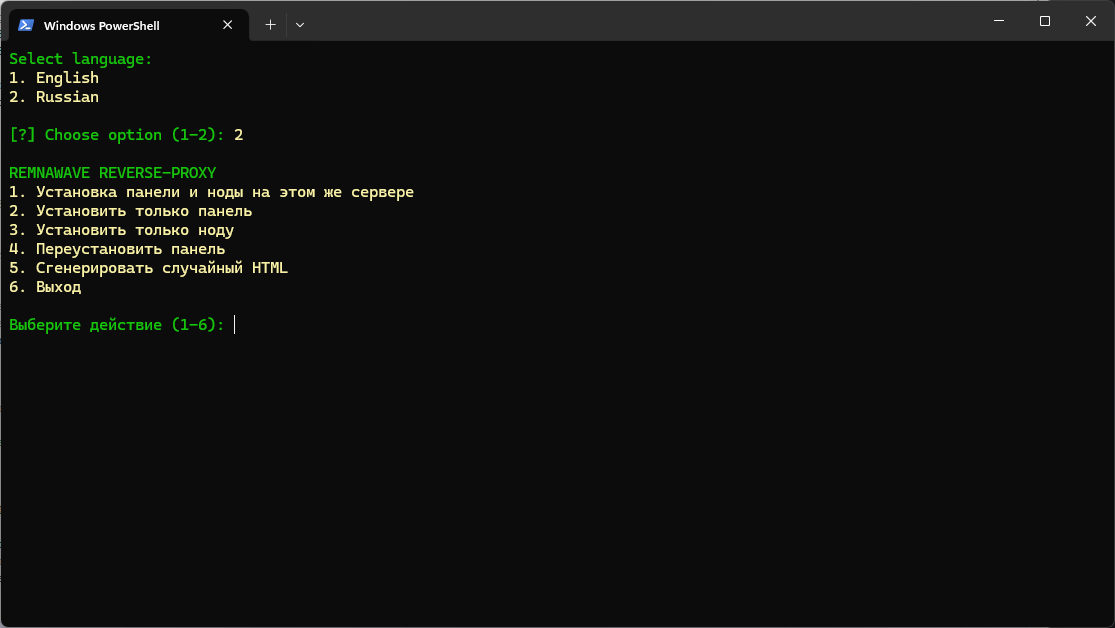 Windows PowerShell
Select language:
1. English
2. Russian
[?] Choose option (1-2): 2
REMNAWAVE REVERSE-PROXY
1. Установка панели и ноды на этом же сервере
2. Установить только панель
3. Установить только ноду
4. Переустановить панель
5. Сгенерировать случайный HTML
6. Выход
Выберите действие (1-6):